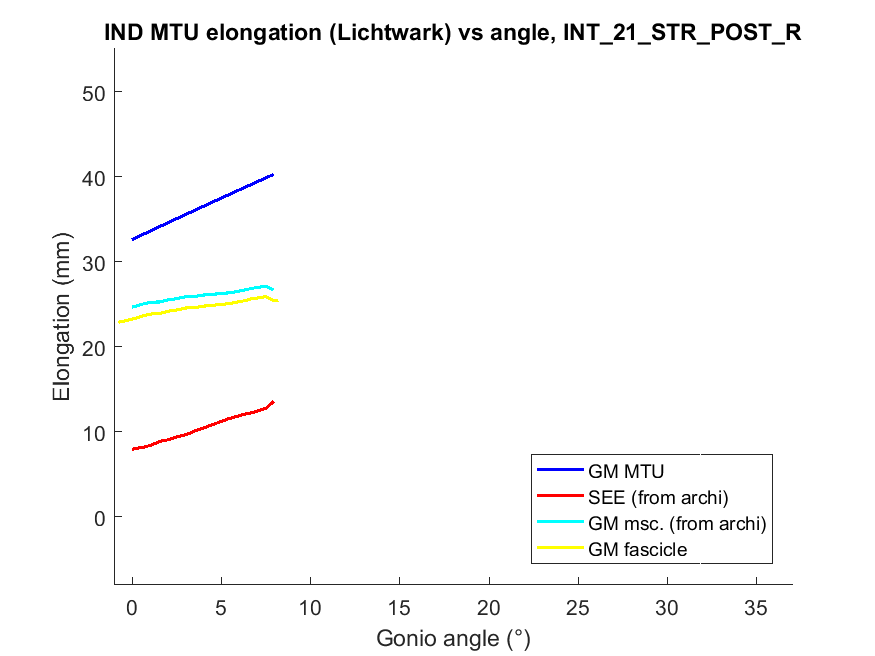 IND MTU elongation (Lichtwark) vs angle, INT_21_STR_POST_R
50
40
30
20
10
0
Elongation (mm)
0 5 10 15 20 25 30 35
Gonio angle (°)
GM MTU
SEE (from archi)
GM msc. (from archi)
GM fascicle